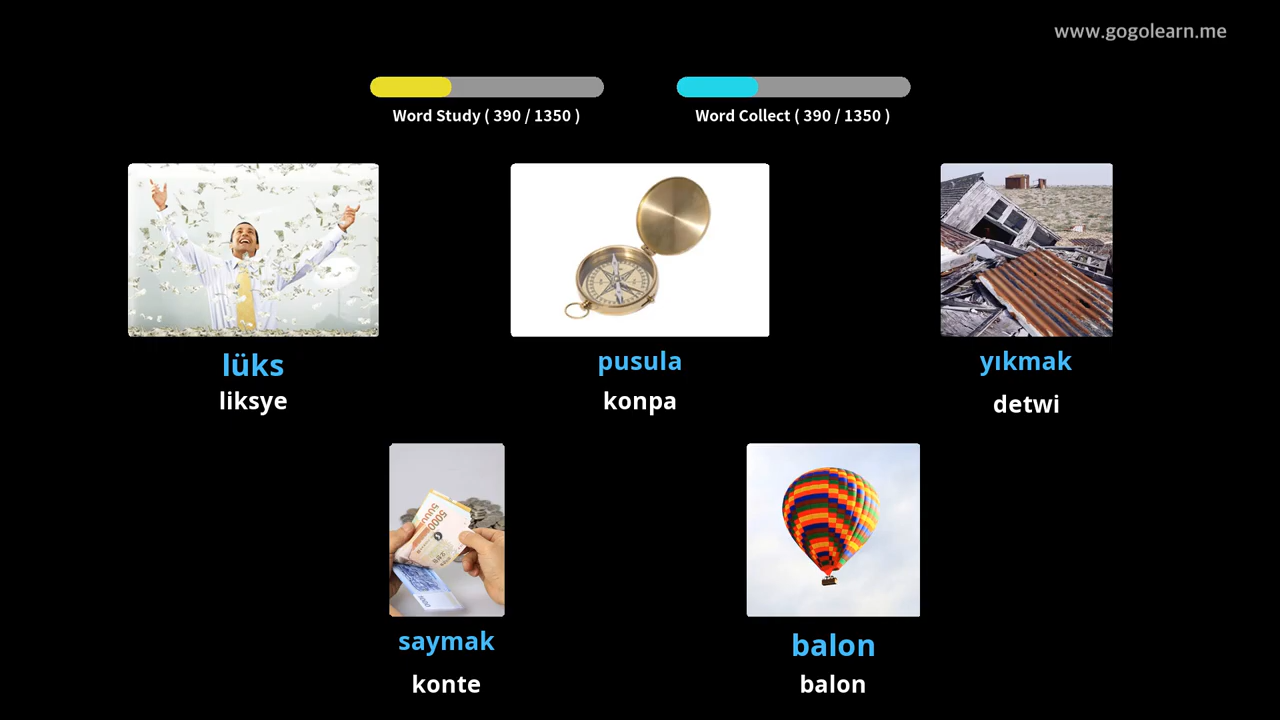 www.gogolearn.me
Word Study ( 390 / 1350 )
Word Collect ( 390 / 1350 )
lüks
liksye
pusula
konpa
yıkmak
detwi
5000
saymak
konte
balon
balon